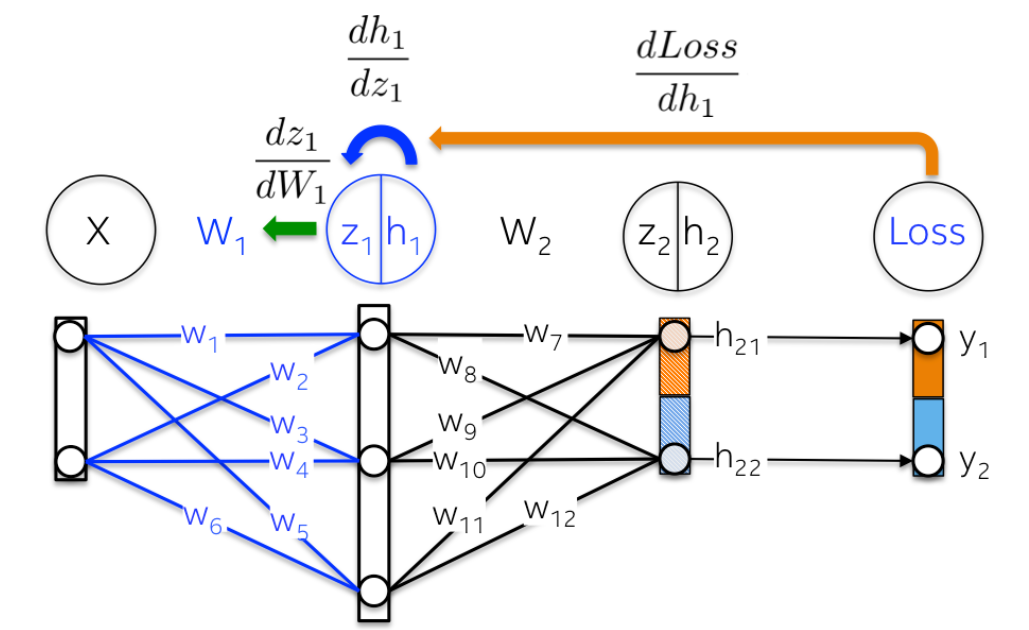 dh₁/dz₁
dLoss/dh₁
dz₁/dW₁
X
W₁
z₁ h₁
W₂
z₂ h₂
Loss
w₁
w₂
w₃
w₄
w₅
w₆
w₇
w₈
w₉
w₁₀
w₁₁
w₁₂
h₂₁
h₂₂
y₁
y₂